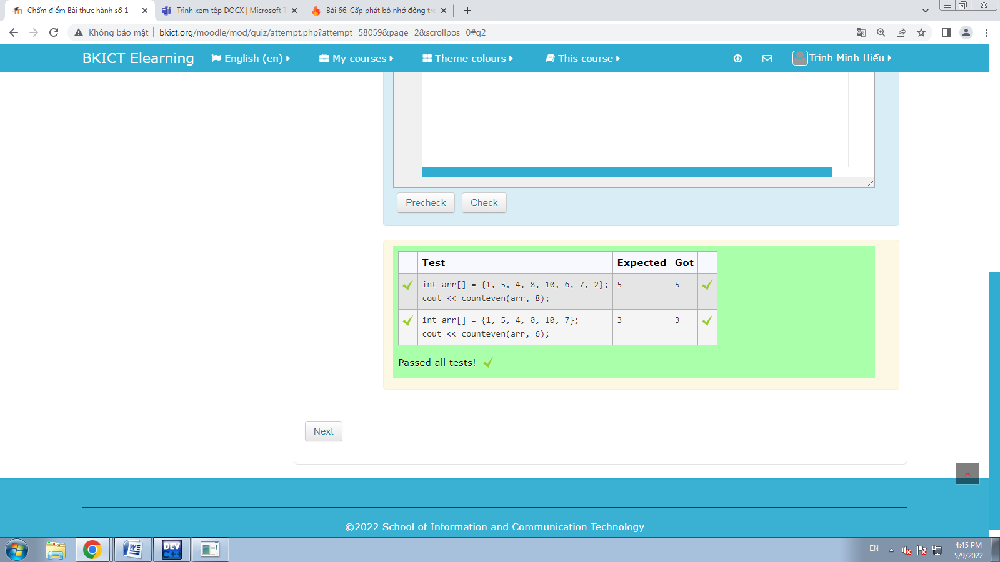 Chấm điểm Bài thực hành số 1
Trình xem tệp DOCX | Microsoft T
Bài 66. Cấp phát bộ nhớ động tro
Không bảo mật
bkict.org/moodle/mod/quiz/attempt.php?attempt=58059&page=2&scrollpos=0#q2
BKICT Elearning
English (en)
My courses
Theme colours
This course
Trịnh Minh Hiếu
Precheck
Check
Test Expected Got
int arr[] = {1, 5, 4, 8, 10, 6, 7, 2}; 5 5
cout << counteven(arr, 8);
int arr[] = {1, 5, 4, 0, 10, 7}; 3 3
cout << counteven(arr, 6);
Passed all tests!
Next
©2022 School of Information and Communication Technology
DEV
C++
EN
4:45 PM
5/9/2022